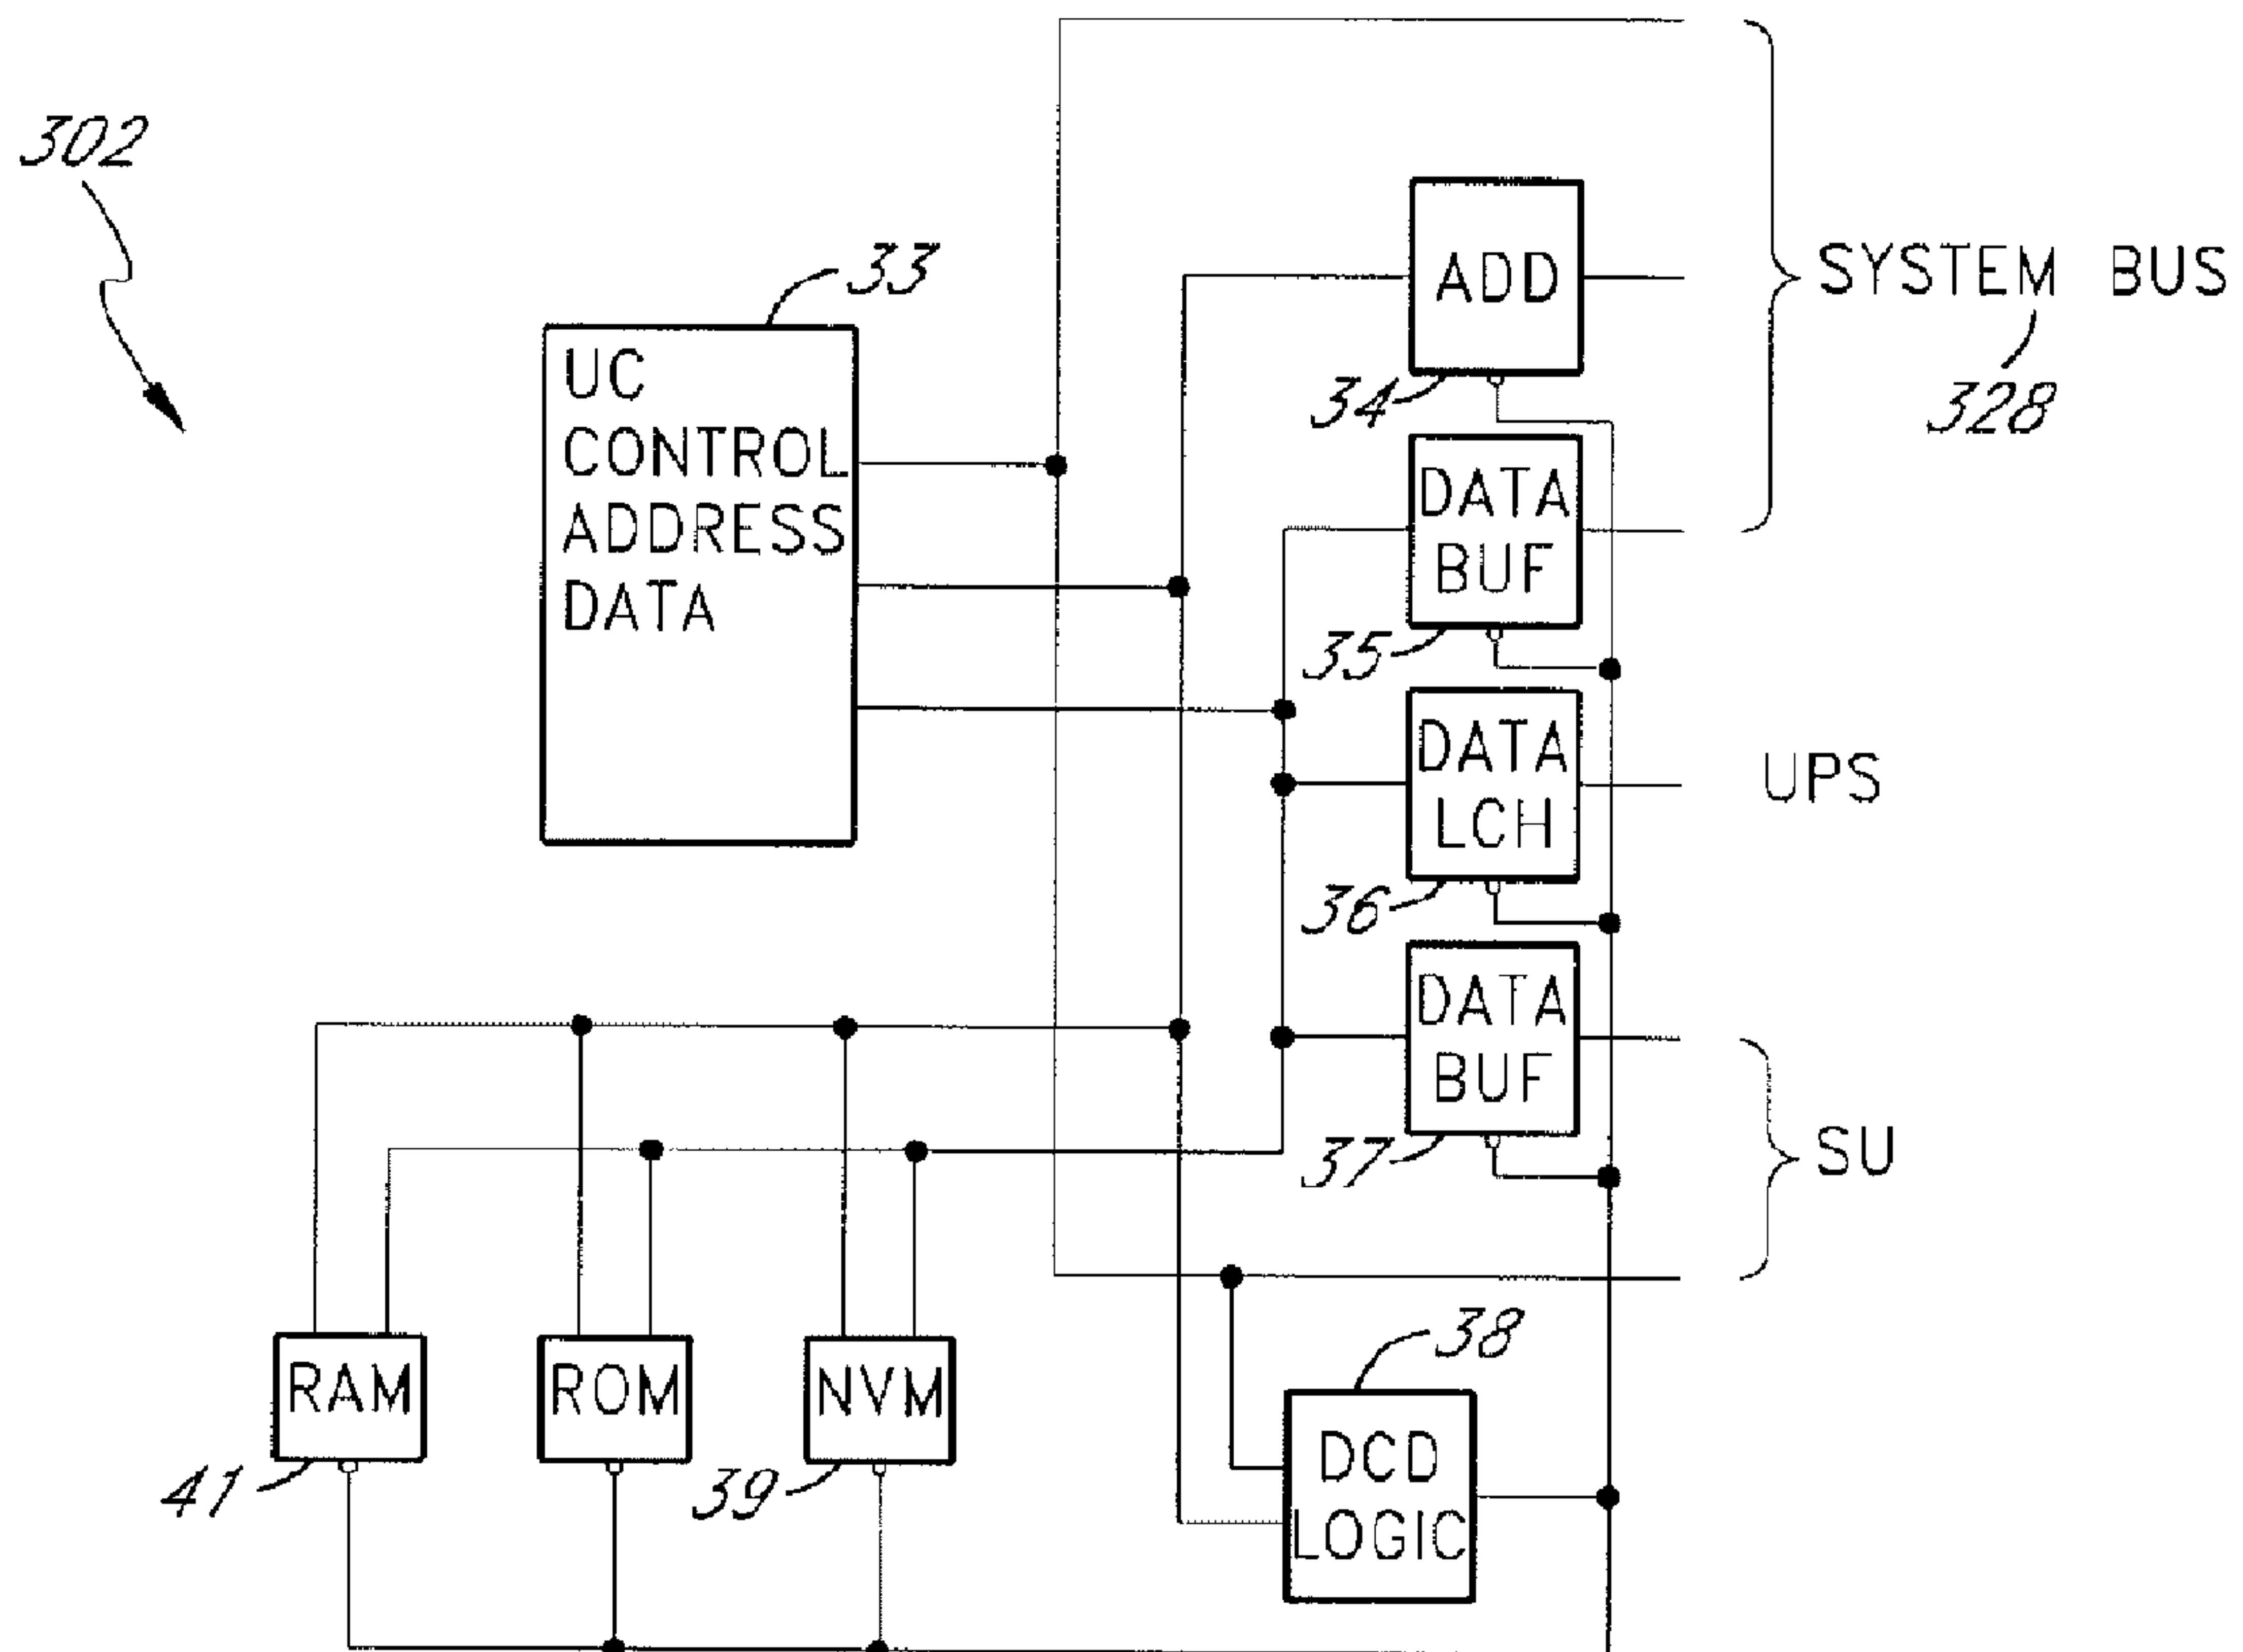 302
33
UC
CONTROL
ADDRESS
DATA
ADD
34
SYSTEM BUS
328
DATA
BUF
35
DATA
LCH
36
UPS
DATA
BUF
37
SU
38
RAM
41
ROM
NVM
39
DCD
LOGIC